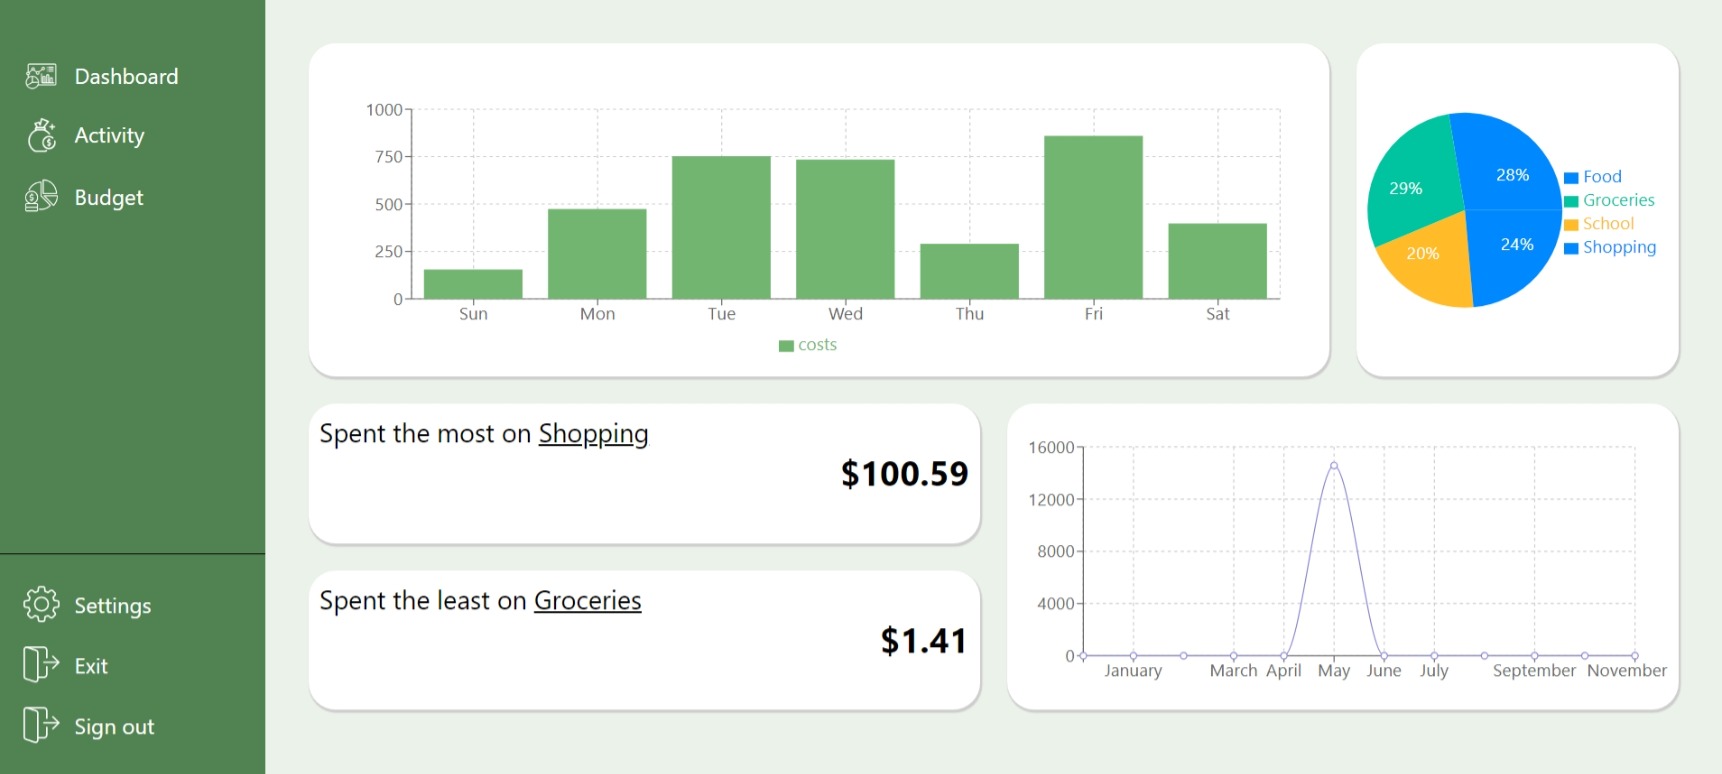 Dashboard
Activity
Budget
Settings
Exit
Sign out
1000
750
500
250
0
Sun Mon Tue Wed Thu Fri Sat
costs
28%
29%
24%
20%
Food
Groceries
School
Shopping
Spent the most on Shopping
$100.59
Spent the least on Groceries
$1.41
16000
12000
8000
4000
0
January March April May June July September November